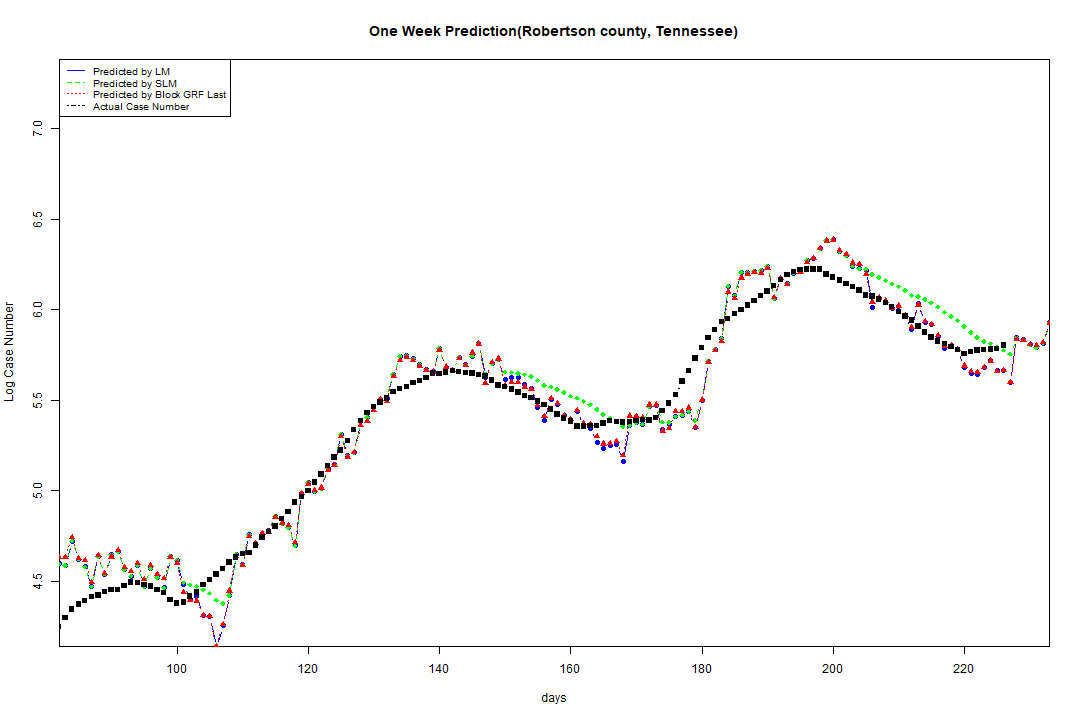 One Week Prediction(Robertson county, Tennessee)
Predicted by LM
Predicted by SLM
Predicted by Block GRF Last
Actual Case Number
Log Case Number
7.0
6.5
6.0
5.5
5.0
4.5
100 120 140 160 180 200 220
days